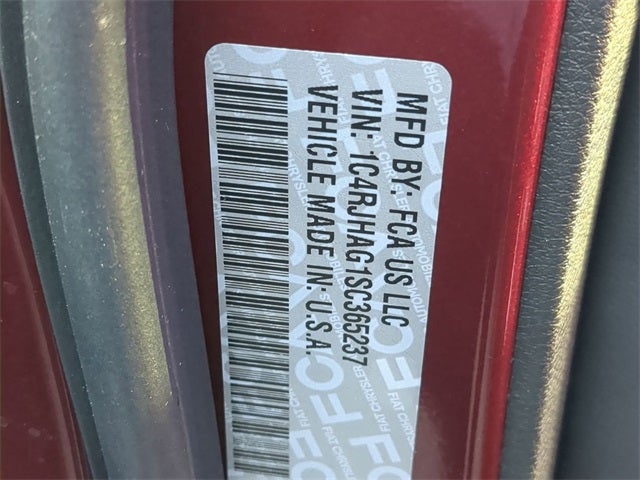 MFD BY: FCA US LLC
VIN: 1C4RJHAG1SC365237
VEHICLE MADE IN: U.S.A.